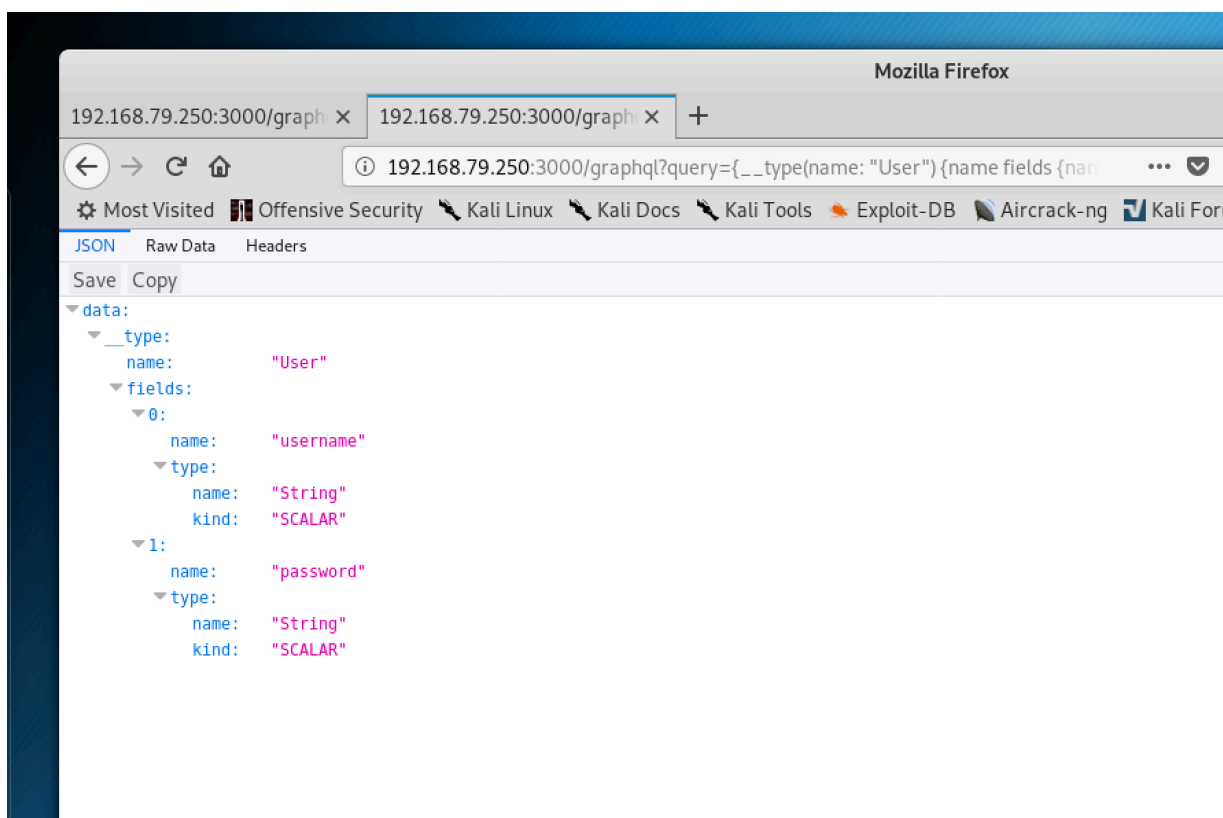 Mozilla Firefox
192.168.79.250:3000/graph 192.168.79.250:3000/graph
192.168.79.250:3000/graphql?query={__type(name: "User") {name fields {nam
Most Visited Offensive Security Kali Linux Kali Docs Kali Tools Exploit-DB Aircrack-ng Kali For
JSON Raw Data Headers
Save Copy
data:
__type:
name: "User"
fields:
0:
name: "username"
type:
name: "String"
kind: "SCALAR"
1:
name: "password"
type:
name: "String"
kind: "SCALAR"